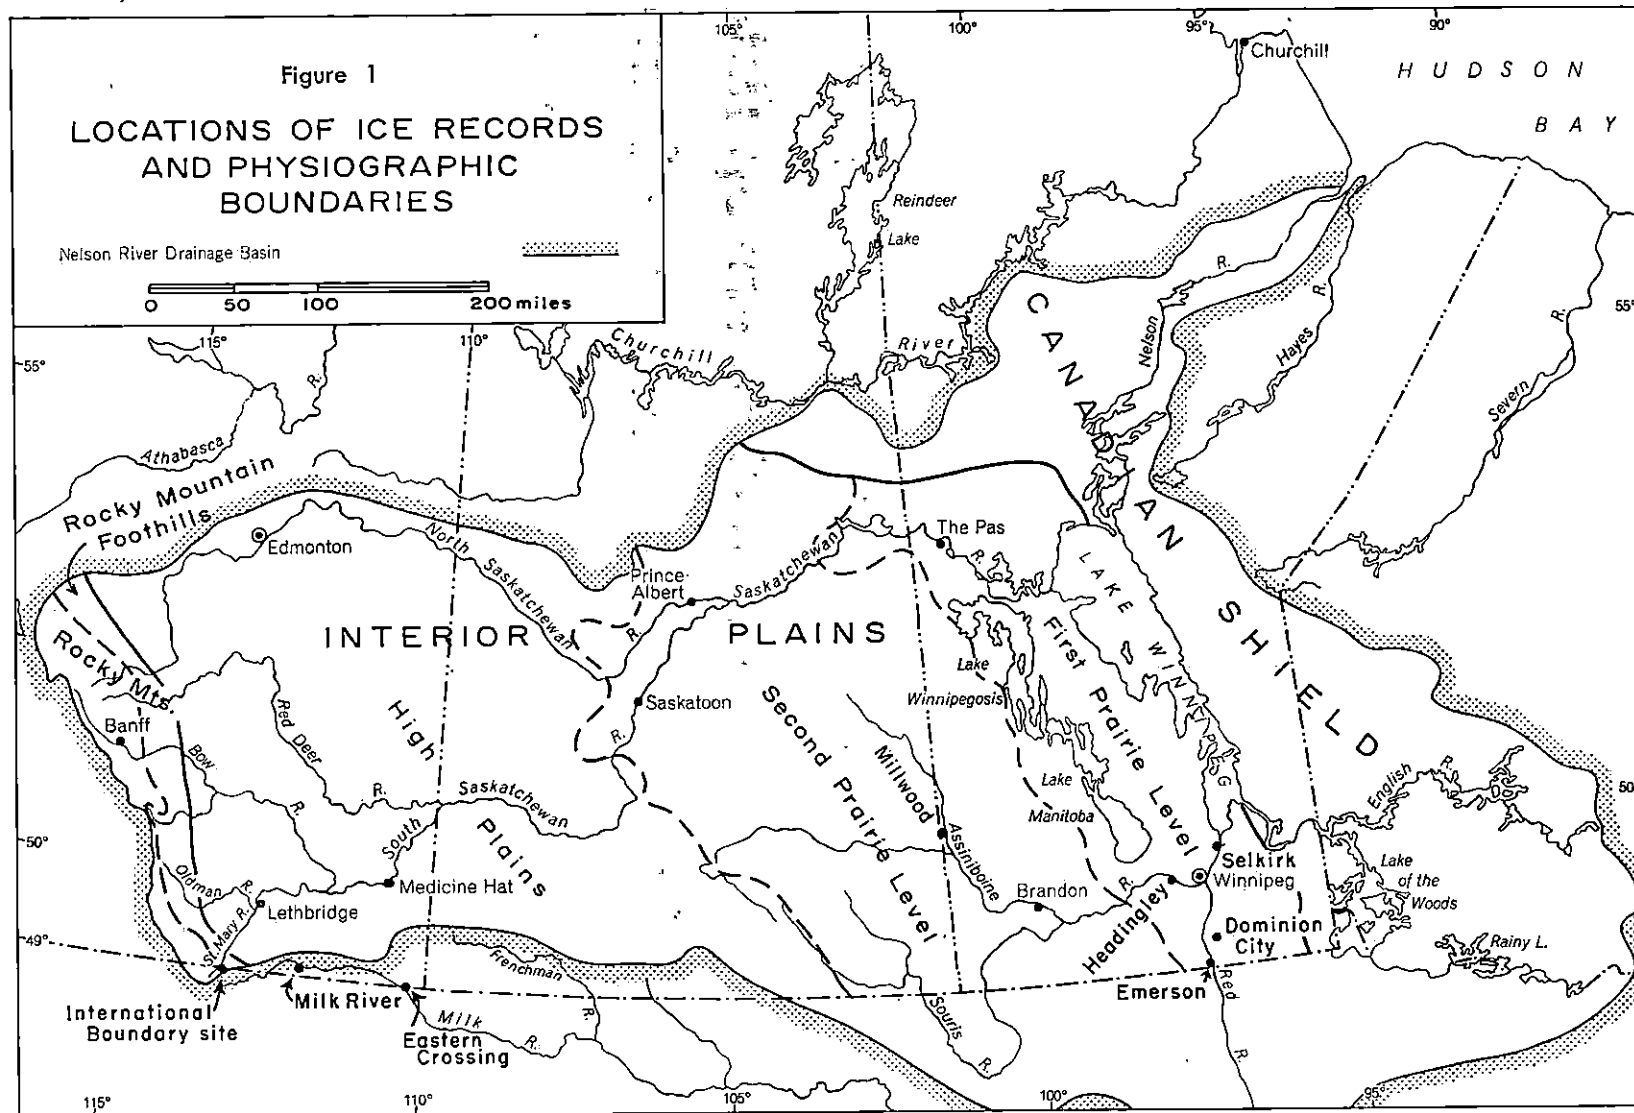 Figure 1
LOCATIONS OF ICE RECORDS
AND PHYSIOGRAPHIC
BOUNDARIES
Nelson River Drainage Basin
0 50 100 200 miles
105°
100°
95°
90°
Churchill
HUDSON
BAY
Reindeer
Lake
115°
110°
55°
55°
Churchill
River
R.
Athabasca
R.
Nelson
R.
Hayes
R.
Severn
R.
CANADIAN SHIELD
Rocky Mountain
Foothills
Edmonton
North
Saskatchewan
R.
Prince
Albert
Saskatchewan
The Pas
R.
LAKE WINNIPEG
INTERIOR PLAINS
Rocky Mts
Banff
Bow
R.
Red Deer
R.
High
Plains
Saskatoon
R.
South
Saskatchewan
Second Prairie Level
First Prairie Level
Lake
Winnipegosis
Lake
Manitoba
Millwood
Assiniboine
R.
Brandon
Headingley
Selkirk
Winnipeg
English
R.
Lake
of the
Woods
Rainy L.
50°
50
Oldman
R.
Medicine Hat
Lethbridge
St. Mary R.
49°
Dominion
City
Emerson
Red
R.
International
Boundary site
Milk River
Eastern
Crossing
Milk
R.
Frenchman
R.
Souris
R.
115°
110°
105°
100°
95°